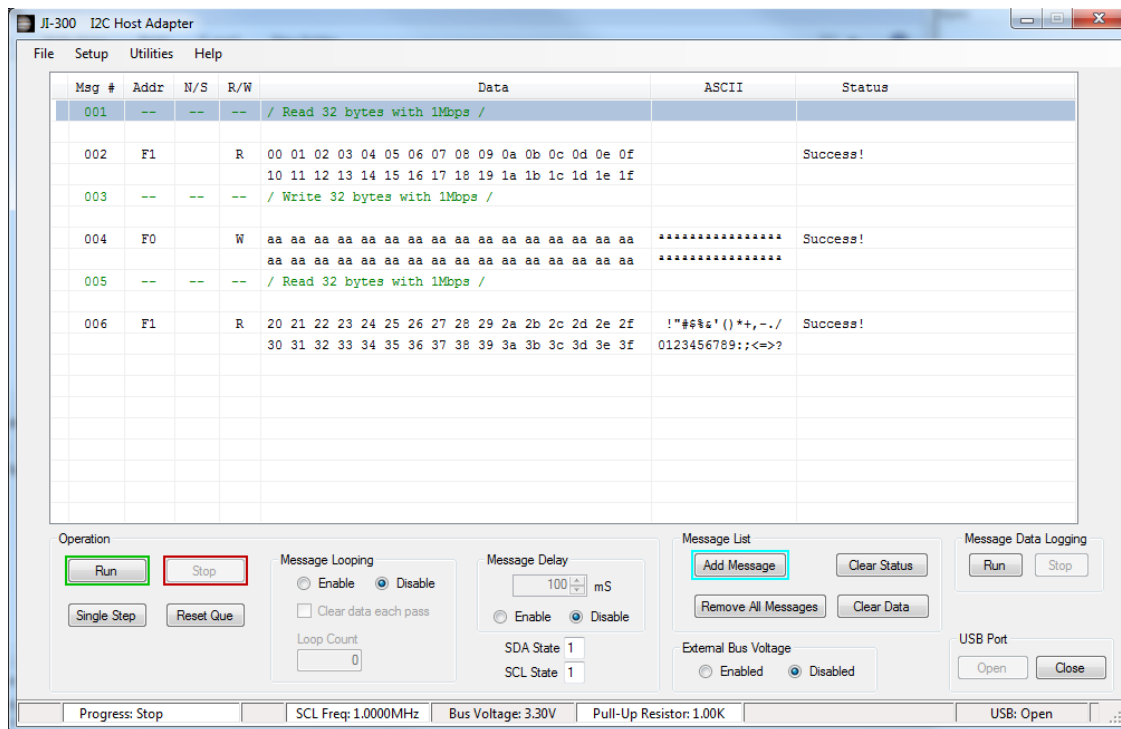 JI-300 I2C Host Adapter
File Setup Utilities Help
Msg # Addr N/S R/W Data ASCII Status
001 -- -- -- / Read 32 bytes with 1Mbps /
002 F1 R 00 01 02 03 04 05 06 07 08 09 0a 0b 0c 0d 0e 0f Success!
10 11 12 13 14 15 16 17 18 19 1a 1b 1c 1d 1e 1f
003 -- -- -- / Write 32 bytes with 1Mbps /
004 F0 W aa aa aa aa aa aa aa aa aa aa aa aa aa aa aa aa ªªªªªªªªªªªªªªªª Success!
aa aa aa aa aa aa aa aa aa aa aa aa aa aa aa aa ªªªªªªªªªªªªªªªª
005 -- -- -- / Read 32 bytes with 1Mbps /
006 F1 R 20 21 22 23 24 25 26 27 28 29 2a 2b 2c 2d 2e 2f !"#$%&'()*+,-./ Success!
30 31 32 33 34 35 36 37 38 39 3a 3b 3c 3d 3e 3f 0123456789:;<=>?
Operation
Run Stop
Single Step Reset Que
Message Looping
Enable Disable
Clear data each pass
Loop Count
0
Message Delay
100 mS
Enable Disable
SDA State 1
SCL State 1
Message List
Add Message Clear Status
Remove All Messages Clear Data
External Bus Voltage
Enabled Disabled
Message Data Logging
Run Stop
USB Port
Open Close
Progress: Stop SCL Freq: 1.0000MHz Bus Voltage: 3.30V Pull-Up Resistor: 1.00K USB: Open